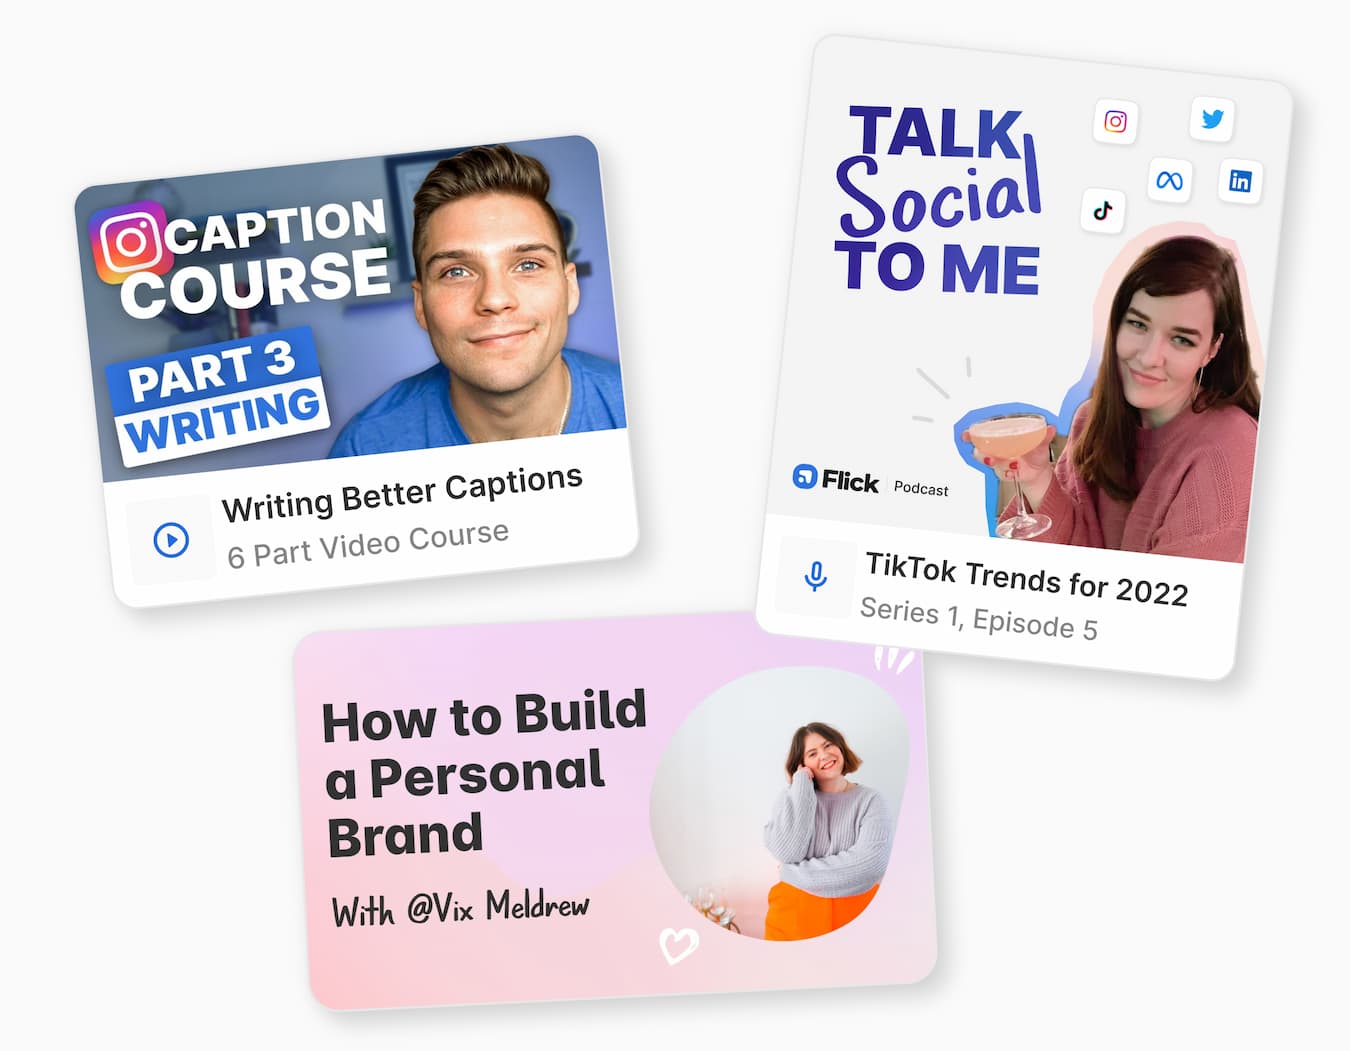 CAPTION
COURSE
PART 3
WRITING
Writing Better Captions
6 Part Video Course
TALK
Social
TO ME
in
Flick Podcast
TikTok Trends for 2022
Series 1, Episode 5
How to Build
a Personal
Brand
With @Vix Meldrew